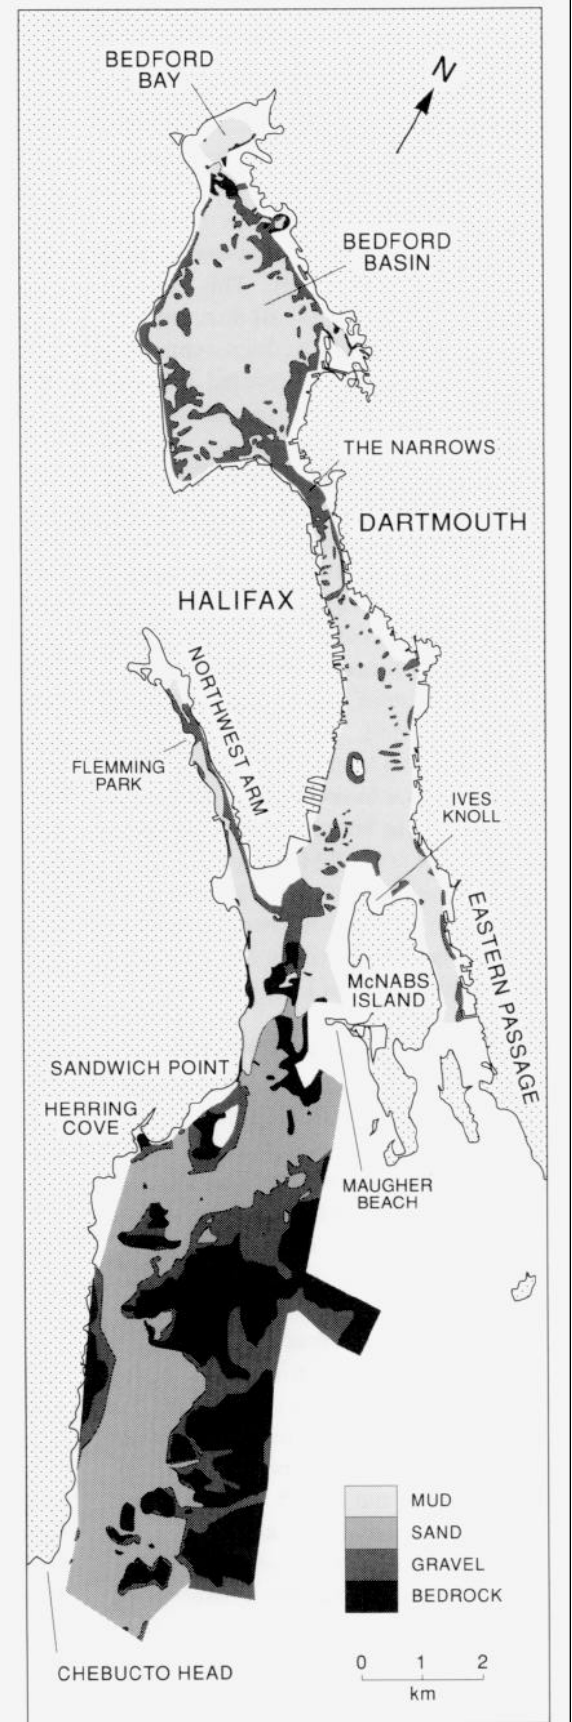 BEDFORD
BAY
N
BEDFORD
BASIN
THE NARROWS
DARTMOUTH
HALIFAX
NORTHWEST ARM
FLEMMING
PARK
IVES
KNOLL
EASTERN PASSAGE
McNABS
ISLAND
SANDWICH POINT
HERRING
COVE
MAUGHER
BEACH
MUD
SAND
GRAVEL
BEDROCK
0 1 2
km
CHEBUCTO HEAD